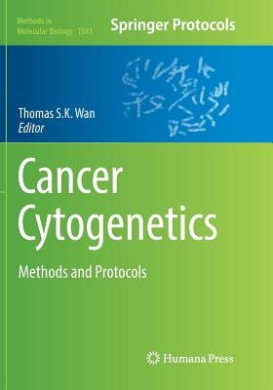 Methods in
Molecular Biology 1541
Springer Protocols
Thomas S.K. Wan
Editor
Cancer
Cytogenetics
Methods and Protocols
Humana Press